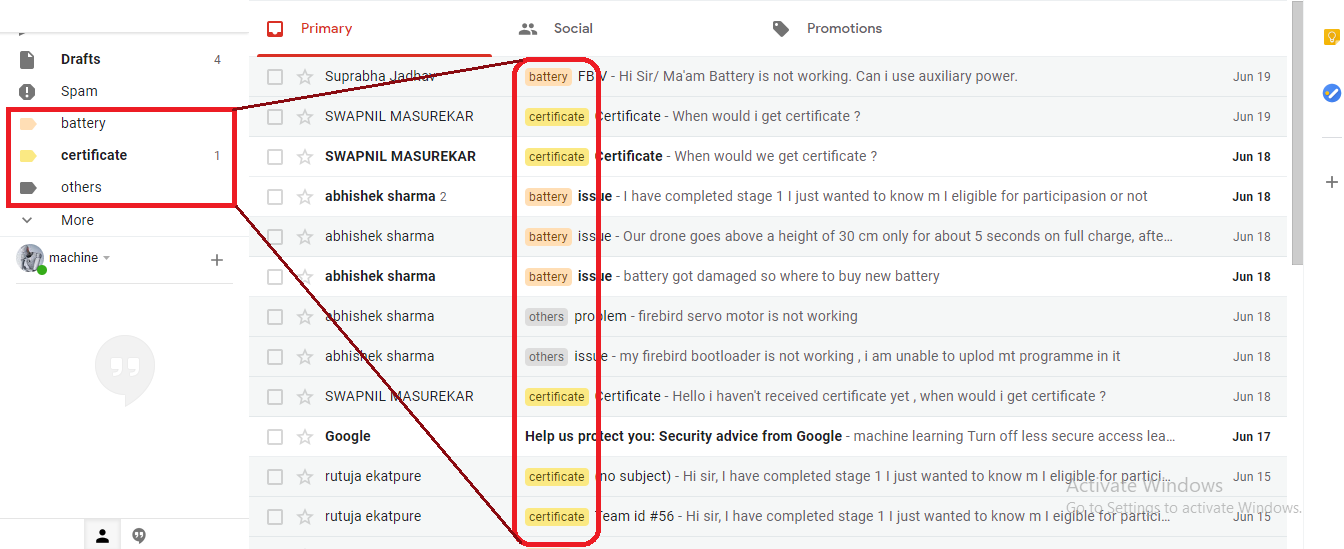 Primary
Social
Promotions
Drafts 4
Spam
battery
certificate 1
others
More
machine
Suprabha Jadhav battery FB V - Hi Sir/ Ma'am Battery is not working. Can i use auxiliary power. Jun 19
SWAPNIL MASUREKAR certificate Certificate - When would i get certificate ? Jun 19
SWAPNIL MASUREKAR certificate Certificate - When would we get certificate ? Jun 18
abhishek sharma 2 battery issue - I have completed stage 1 I just wanted to know m I eligible for participasion or not Jun 18
abhishek sharma battery issue - Our drone goes above a height of 30 cm only for about 5 seconds on full charge, afte... Jun 18
abhishek sharma battery issue - battery got damaged so where to buy new battery Jun 18
abhishek sharma others problem - firebird servo motor is not working Jun 18
abhishek sharma others issue - my firebird bootloader is not working , i am unable to uplod mt programme in it Jun 18
SWAPNIL MASUREKAR certificate Certificate - Hello i haven't received certificate yet , when would i get certificate ? Jun 18
Google Help us protect you: Security advice from Google - machine learning Turn off less secure access lea... Jun 17
rutuja ekatpure certificate (no subject) - Hi sir, I have completed stage 1 I just wanted to know m I eligible for partici... Jun 15
rutuja ekatpure certificate Team id #56 - Hi sir, I have completed stage 1 I just wanted to know m I eigible for partici... Jun 15
Activate Windows
Go to Settings to activate Windows.